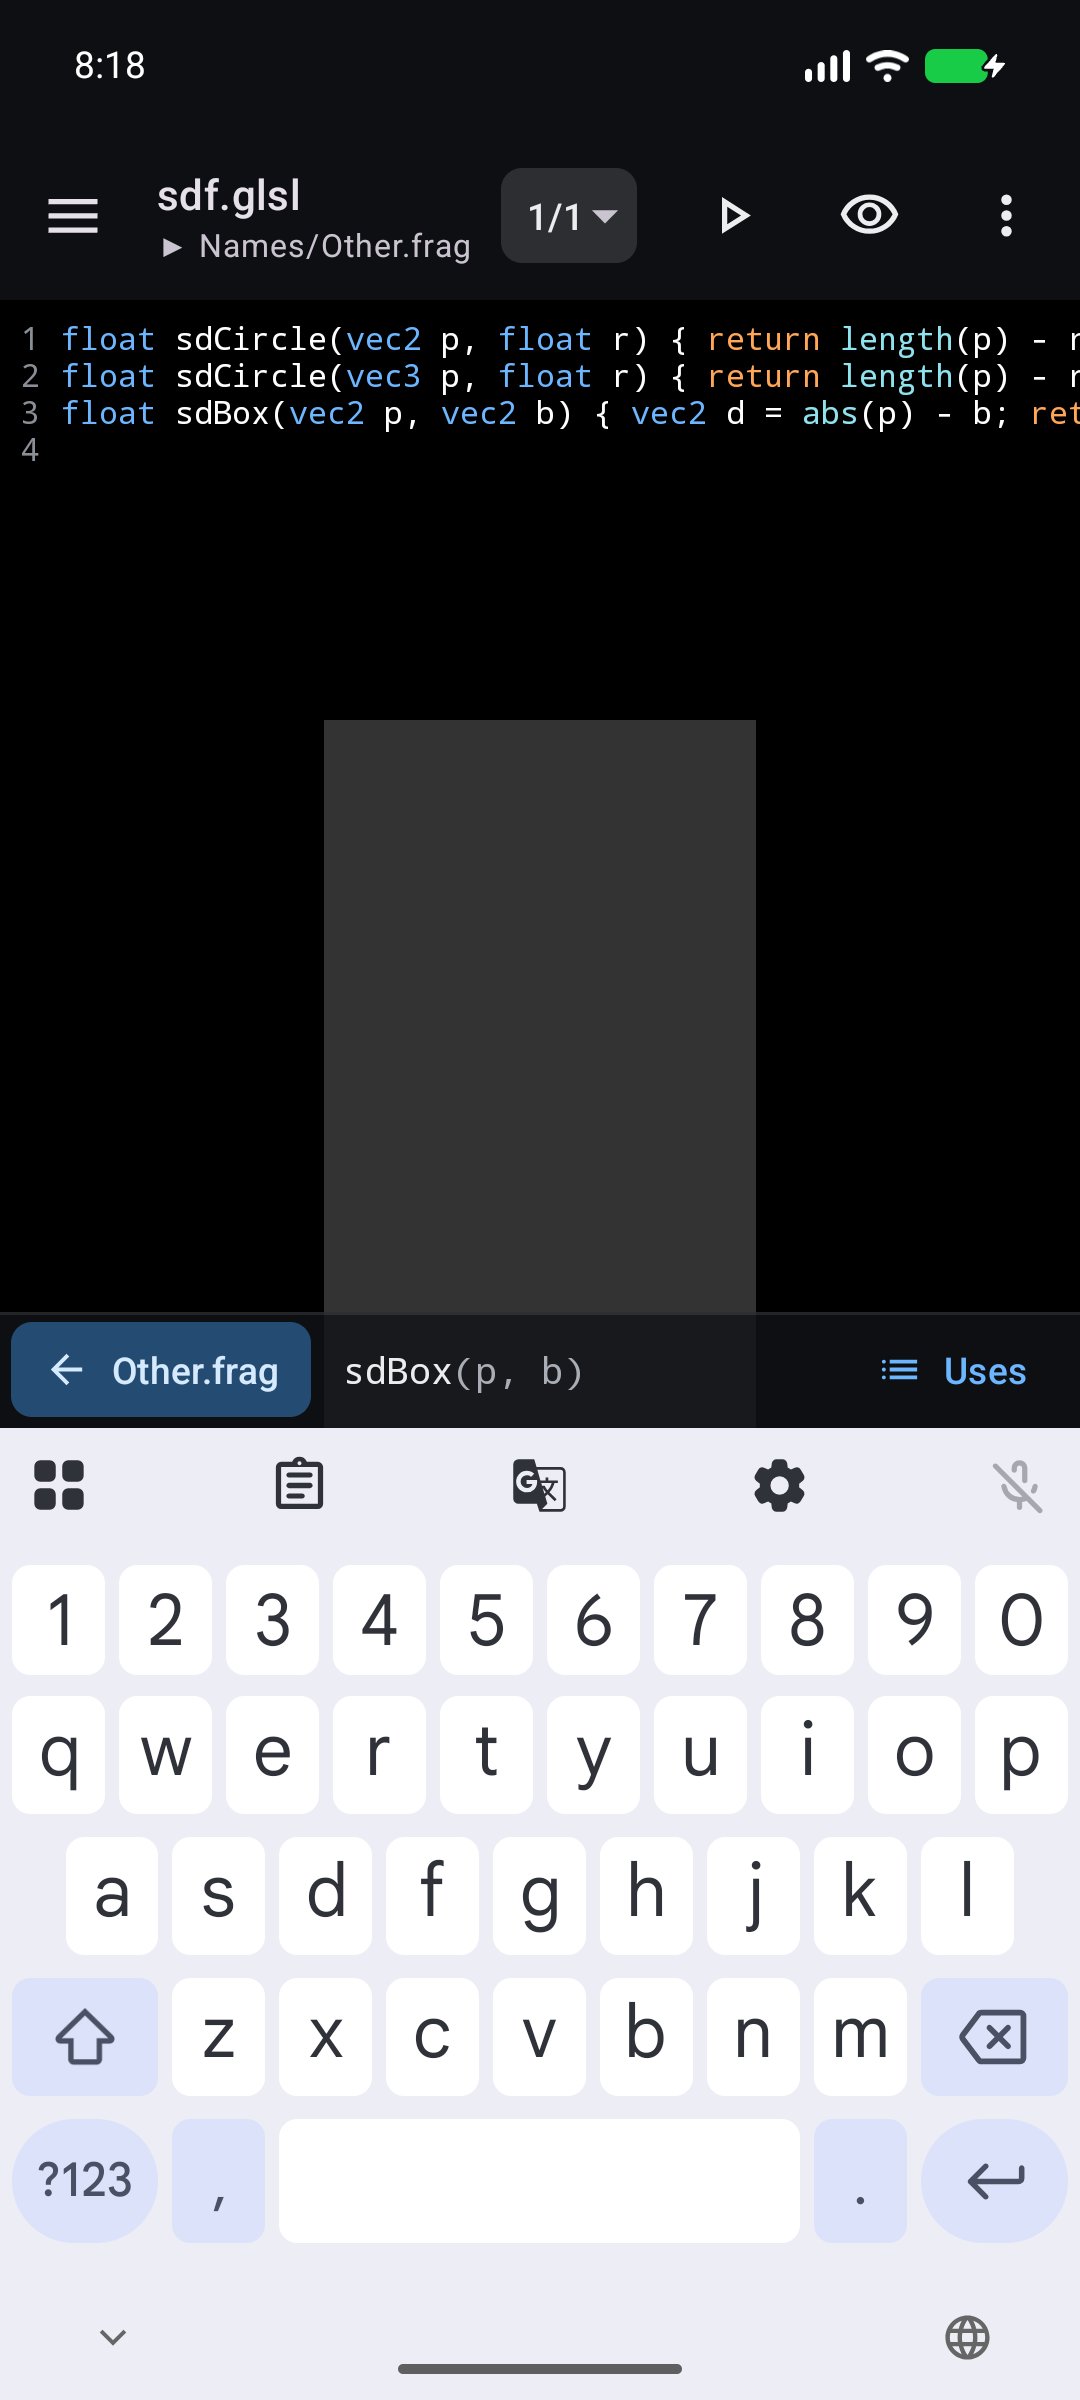 8:18
sdf.glsl
► Names/Other.frag
1/1
1 float sdCircle(vec2 p, float r) { return length(p) - r
2 float sdCircle(vec3 p, float r) { return length(p) - r
3 float sdBox(vec2 p, vec2 b) { vec2 d = abs(p) - b; ret
4
← Other.frag sdBox(p, b) Uses
1 2 3 4 5 6 7 8 9 0
q w e r t y u i o p
a s d f g h j k l
z x c v b n m
?123 , .